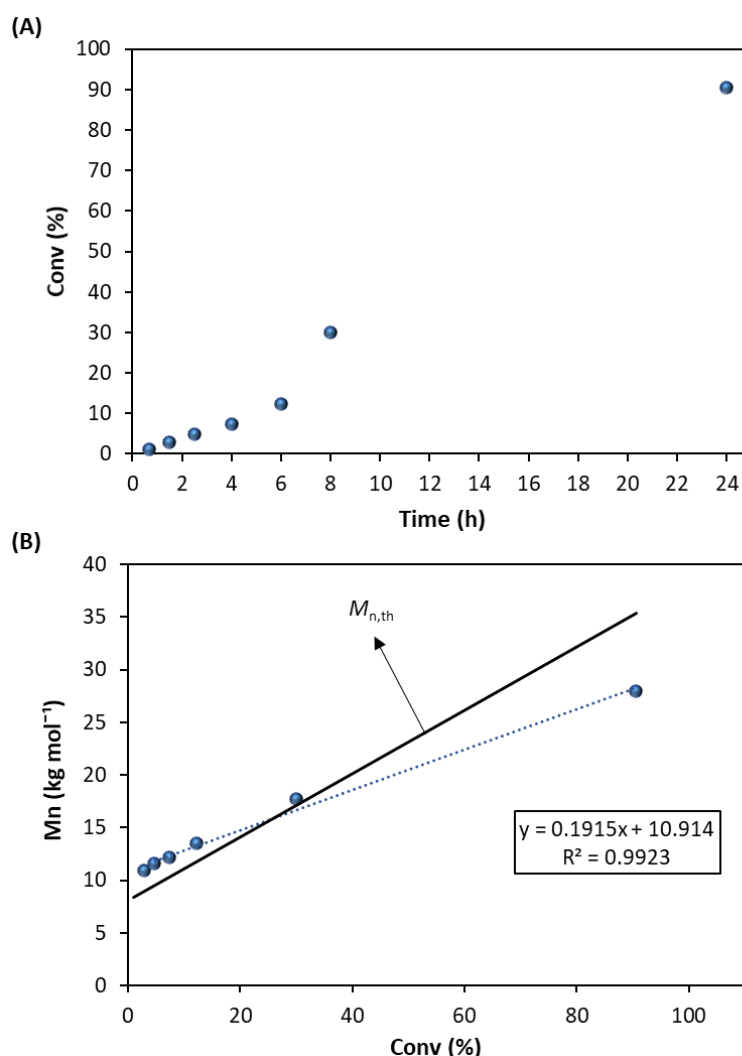 (A)
100
90
80
70
60
50
40
30
20
10
0
Conv (%)
0 2 4 6 8 10 12 14 16 18 20 22 24
Time (h)
(B)
40
35
30
25
20
15
10
5
0
Mn (kg mol⁻¹)
Mn,th
y = 0.1915x + 10.914
R² = 0.9923
0 20 40 60 80 100
Conv (%)